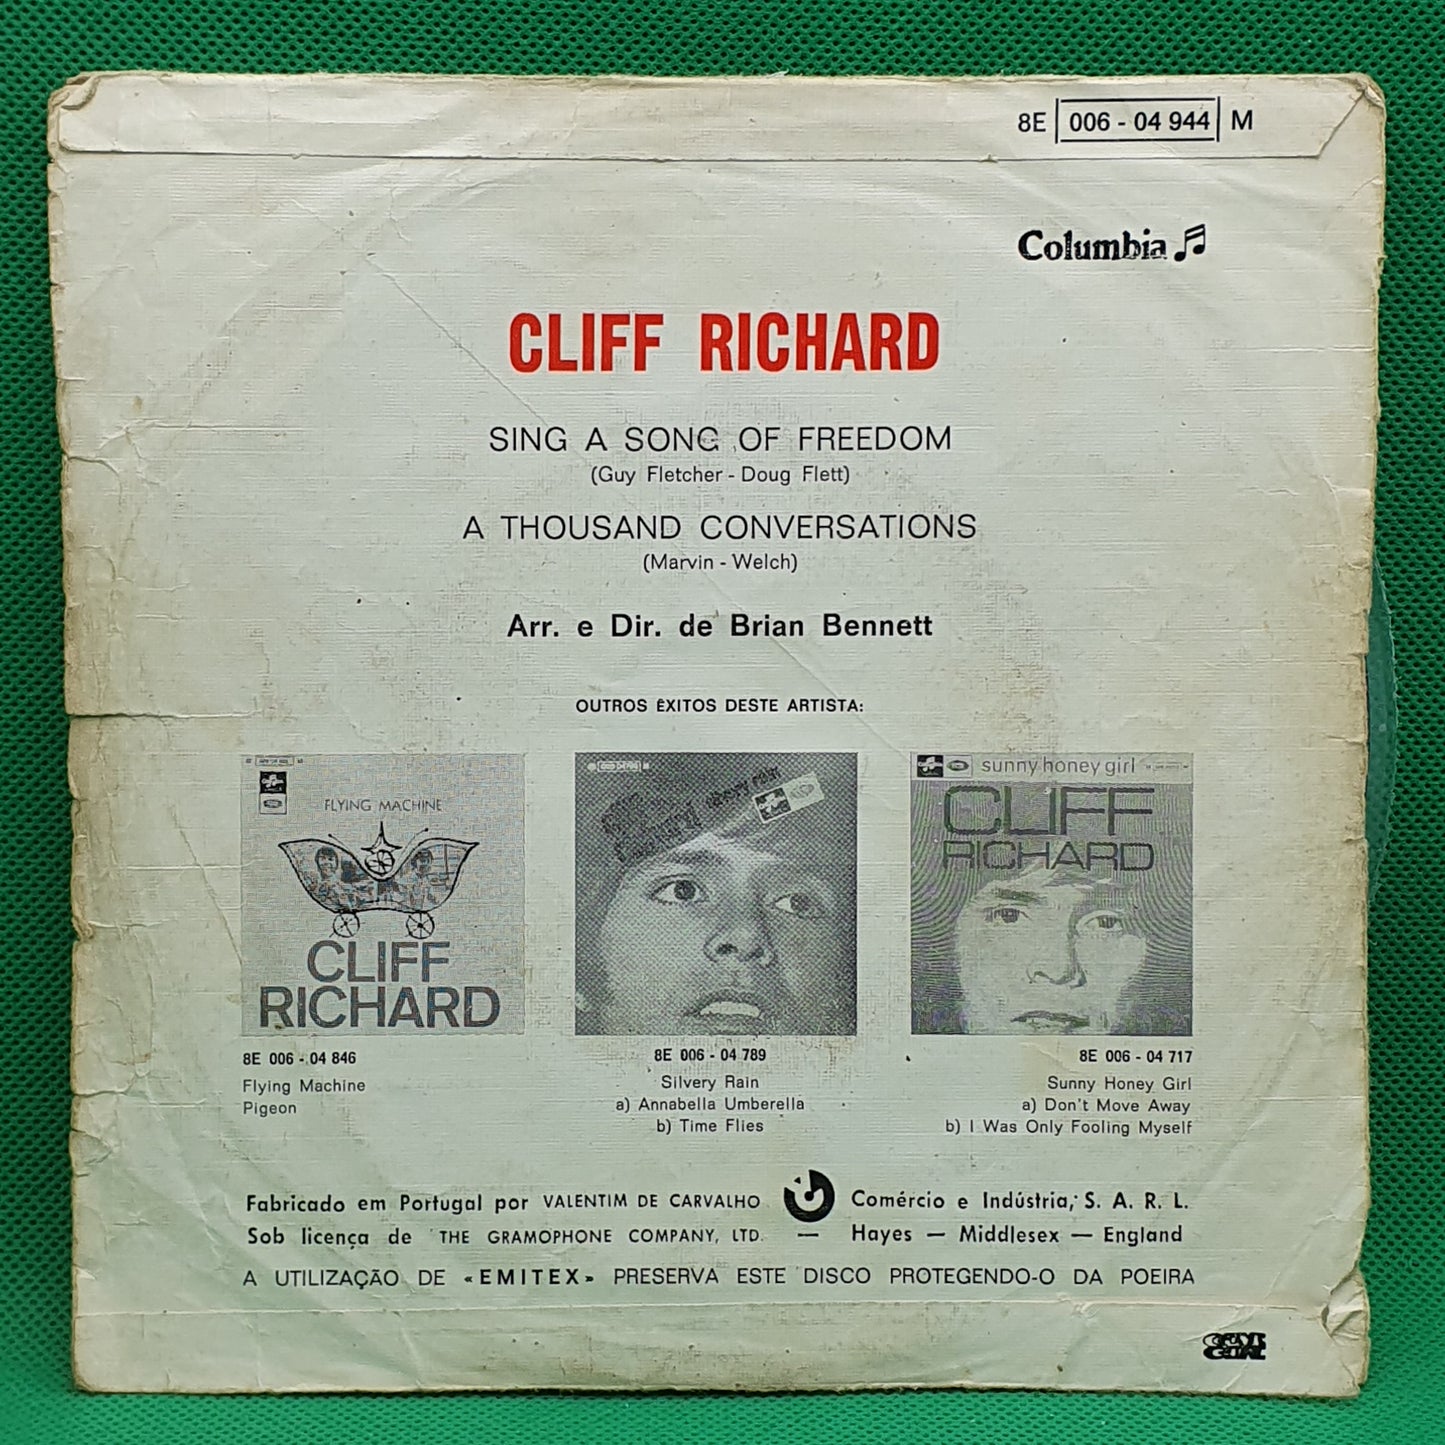 8E 006 - 04 944 M
Columbia
CLIFF RICHARD
SING A SONG OF FREEDOM
(Guy Fletcher - Doug Flett)
A THOUSAND CONVERSATIONS
(Marvin - Welch)
Arr. e Dir. de Brian Bennett
OUTROS ÊXITOS DESTE ARTISTA:
FLYING MACHINE
CLIFF
RICHARD
8E 006 - 04 846
Flying Machine
Pigeon
8E 006 - 04 789
Silvery Rain
a) Annabella Umberella
b) Time Flies
sunny honey girl
CLIFF
RICHARD
8E 006 - 04 717
Sunny Honey Girl
a) Don't Move Away
b) I Was Only Fooling Myself
Fabricado em Portugal por VALENTIM DE CARVALHO Comércio e Indústria, S. A. R. L.
Sob licença de THE GRAMOPHONE COMPANY, LTD. — Hayes — Middlesex — England
A UTILIZAÇÃO DE «EMITEX» PRESERVA ESTE DISCO PROTEGENDO-O DA POEIRA